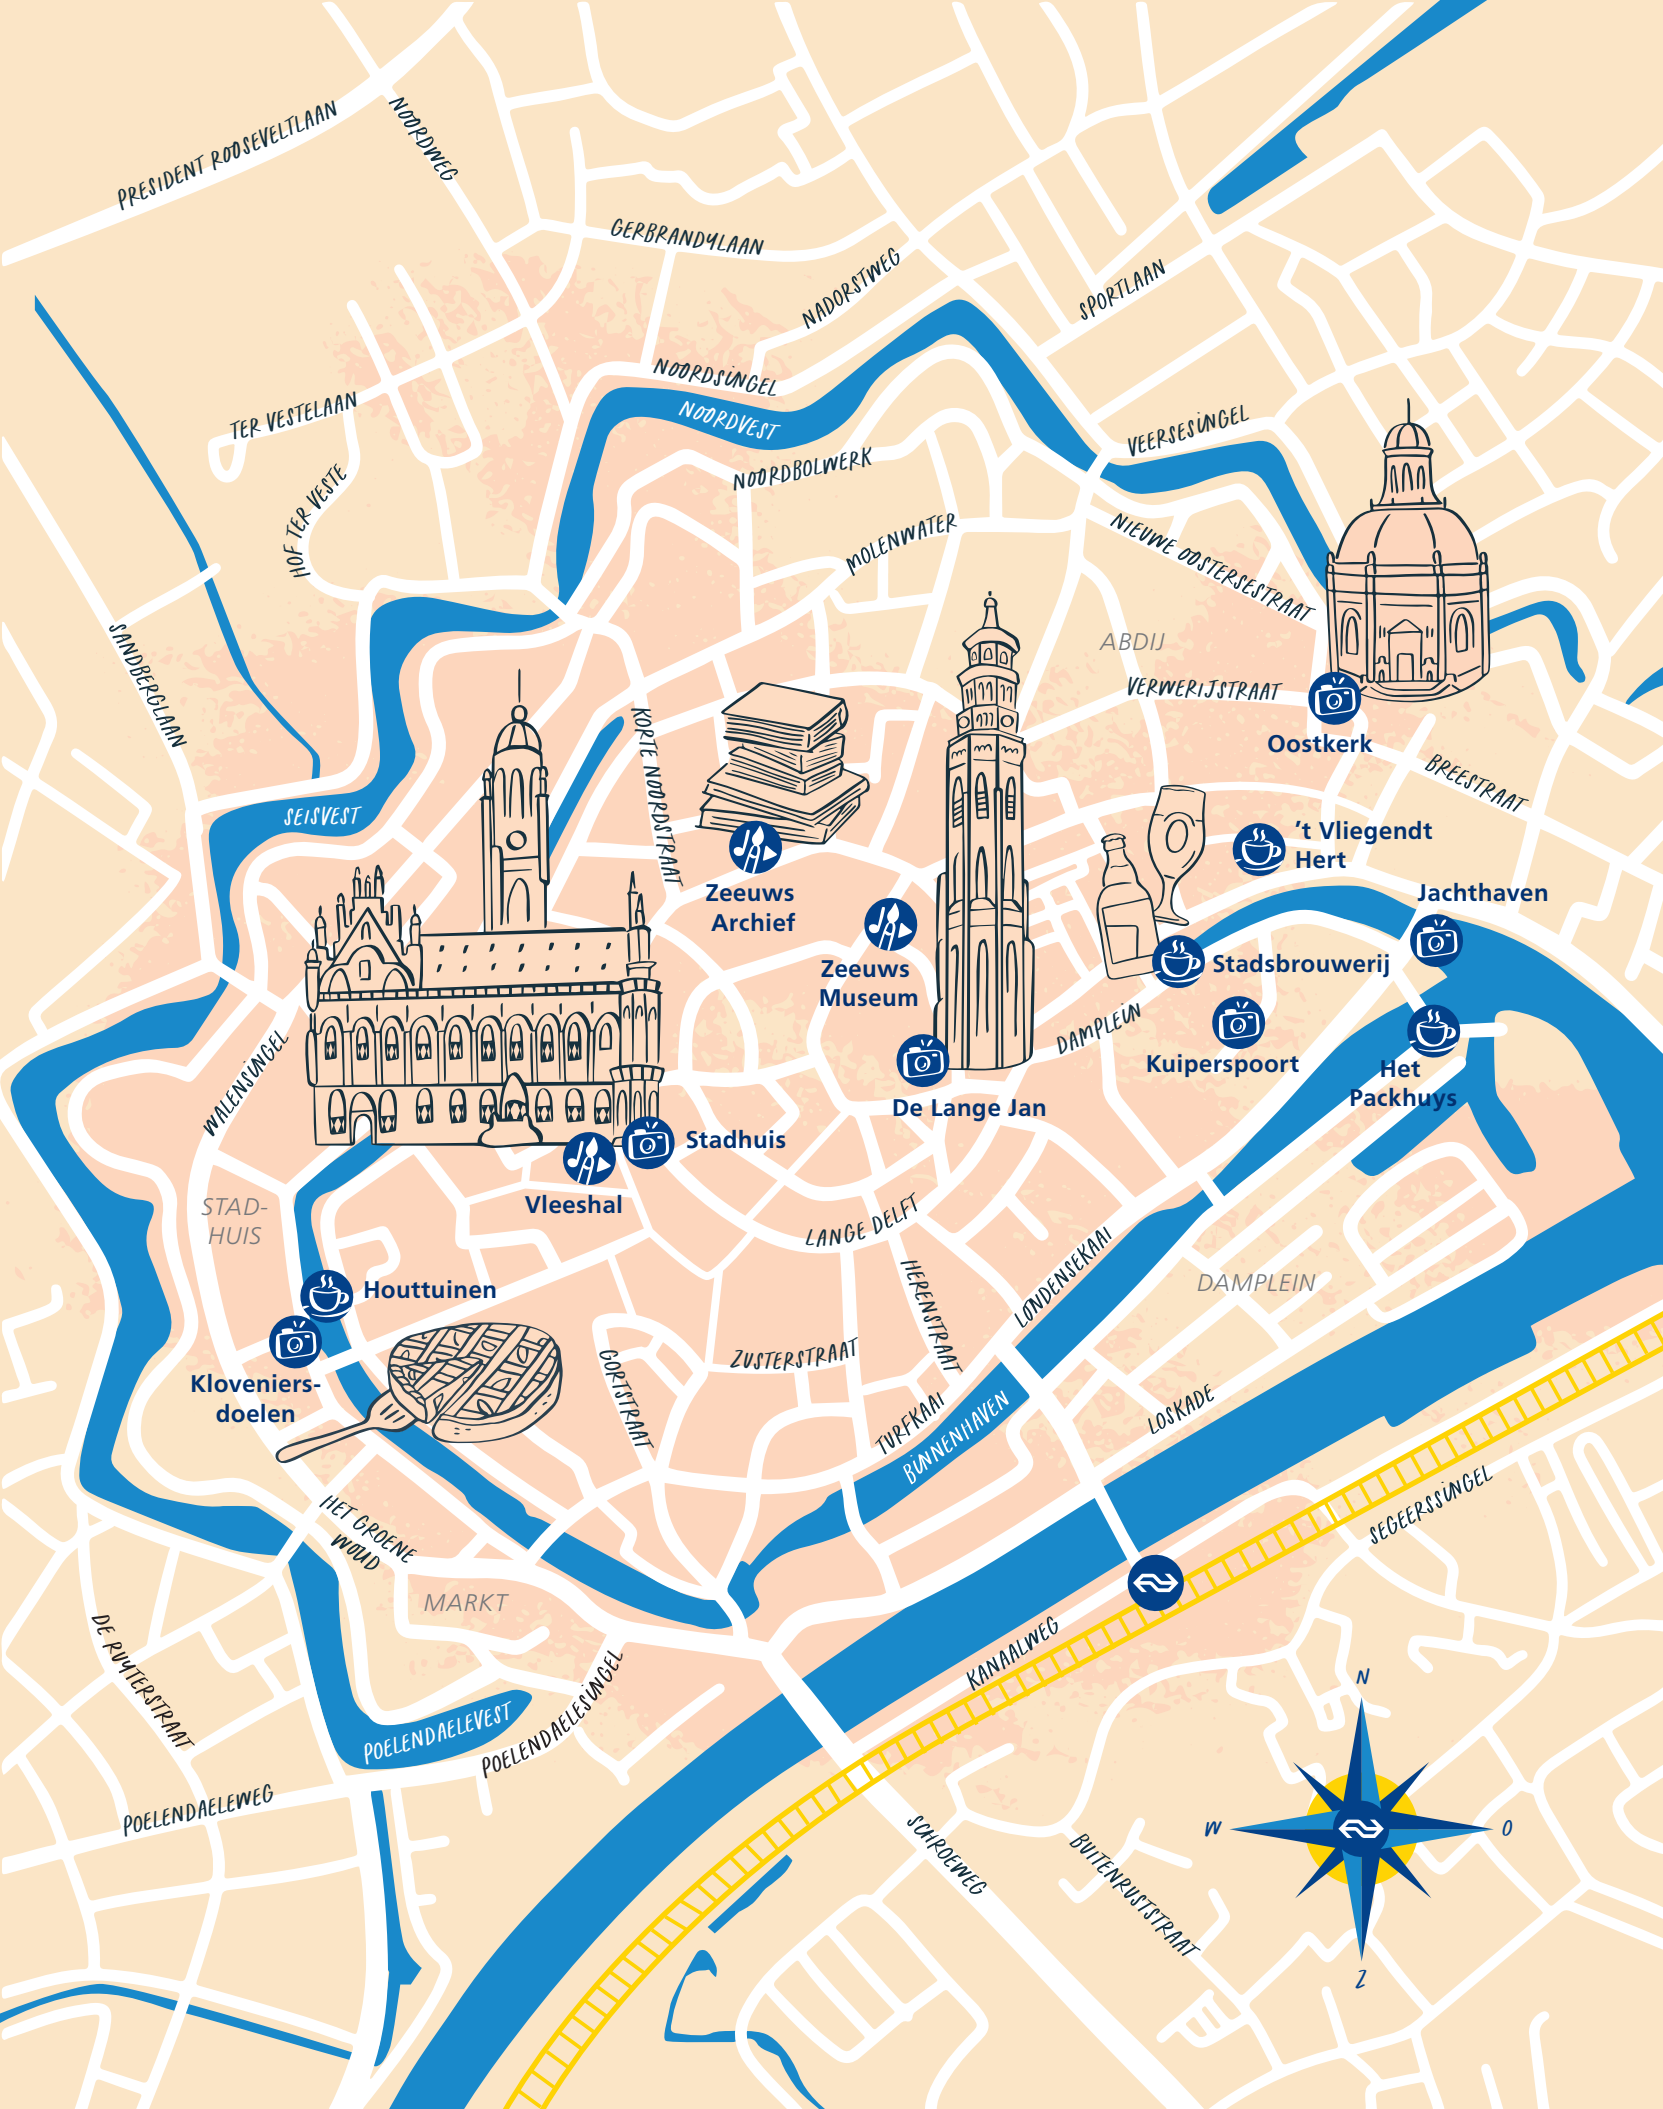 PRESIDENT ROOSEVELTLAAN
NOORDWEG
GERBRANDYLAAN
NADORSTWEG
SPORTLAAN
NOORDSINGEL
NOORDVEST
TER VESTELAAN
VEERSESINGEL
NOORDBOLWERK
HOF TER VESTE
MOLENWATER
NIEUWE OOSTERSESTRAAT
SANDBERGLAAN
ABDIJ
VERWERIJSTRAAT
KORTE NOORDSTRAAT
Oostkerk
BREESTRAAT
SEISVEST
't Vliegendt
Hert
Zeeuws
Archief
Jachthaven
Zeeuws
Museum
Stadsbrouwerij
WALENSINGEL
DAMPLEIN
Kuiperspoort
Het
Packhuys
De Lange Jan
Stadhuis
Vleeshal
STAD-
HUIS
LANGE DELFT
LONDENSEKAAI
DAMPLEIN
Houttuinen
HERENSTRAAT
ZUSTERSTRAAT
Kloveniers-
doelen
GORTSTRAAT
TURFKAAI
BINNENHAVEN
LOSKADE
SEGEERSSINGEL
HET GROENE
WOUD
MARKT
DE RUYTERSTRAAT
KANAALWEG
POELENDAELEVEST
POELENDAELESINGEL
POELENDAELEWEG
SCHROEWEG
BUITENRUSTSTRAAT
N
W
O
Z